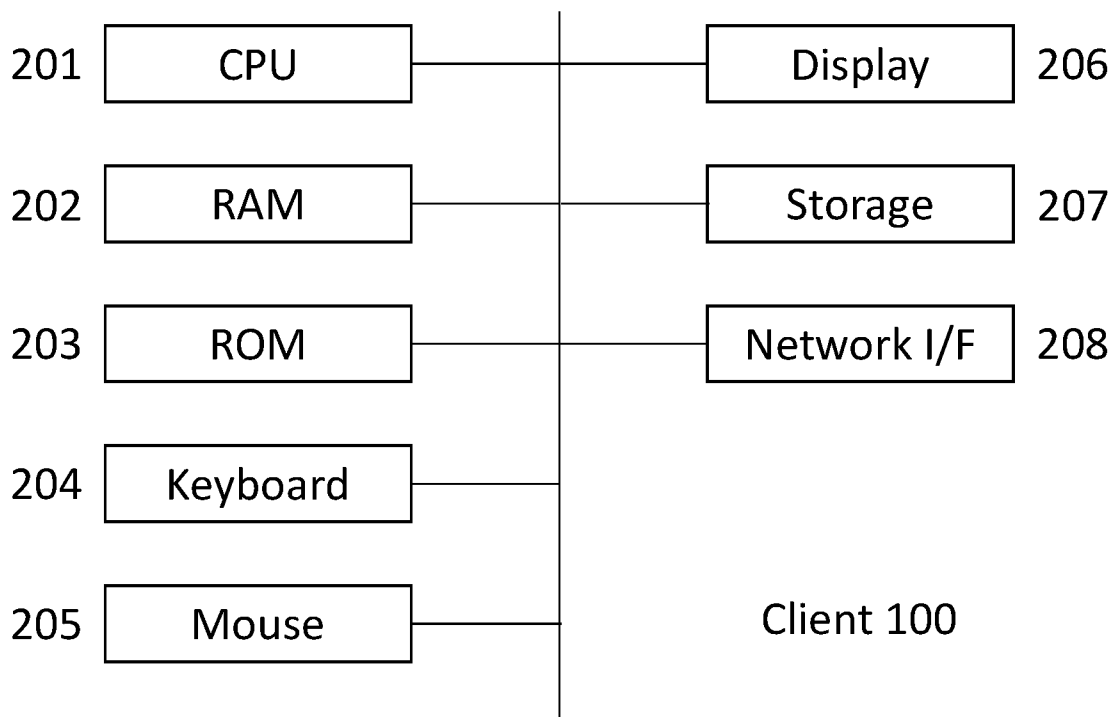 201 CPU Display 206
202 RAM Storage 207
203 ROM Network I/F 208
204 Keyboard
205 Mouse Client 100